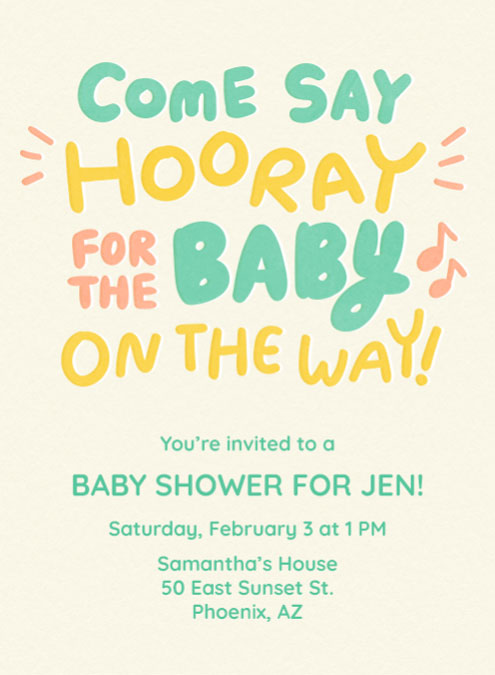 COME SAY
HOORAY
FOR THE BABY
ON THE WAY!
You're invited to a
BABY SHOWER FOR JEN!
Saturday, February 3 at 1 PM
Samantha's House
50 East Sunset St.
Phoenix, AZ